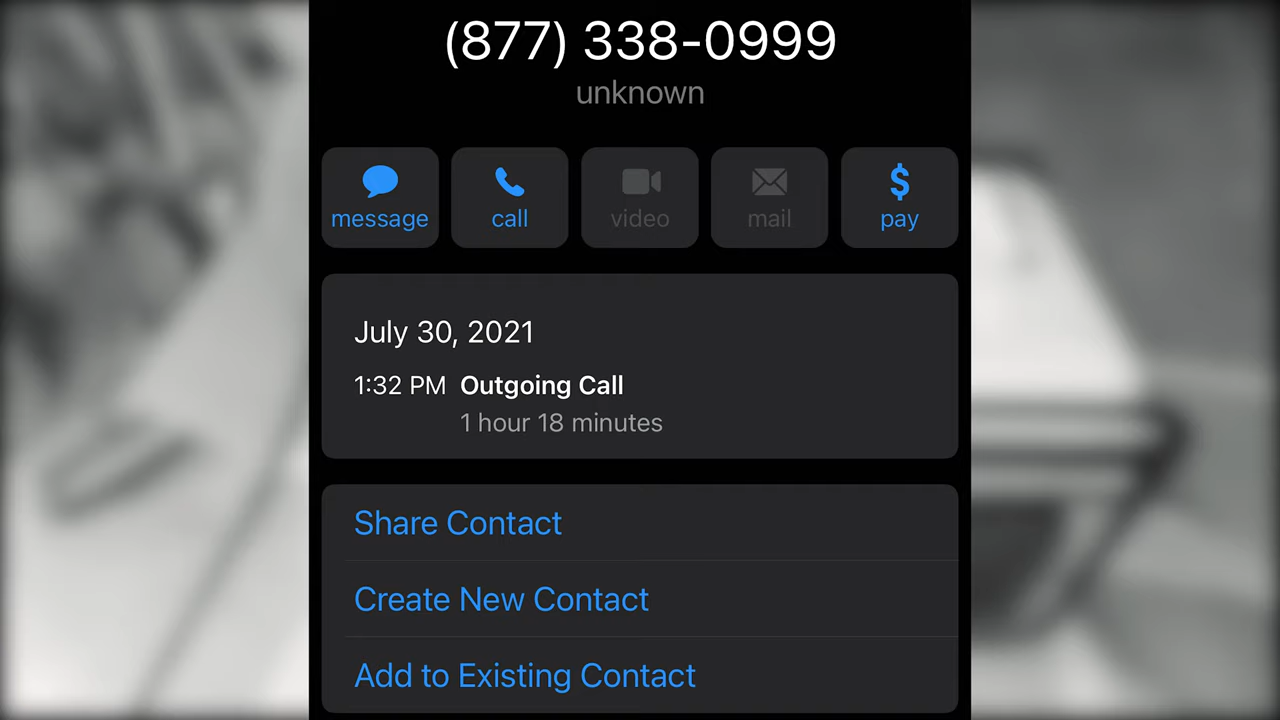 (877) 338-0999
unknown
message call video mail pay
July 30, 2021
1:32 PM Outgoing Call
1 hour 18 minutes
Share Contact
Create New Contact
Add to Existing Contact